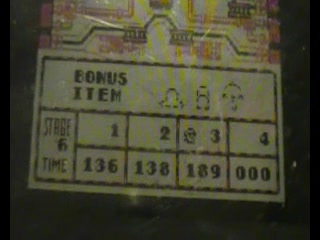 BONUS
ITEM
STAGE 6 1 2 3 4
TIME 136 138 189 000